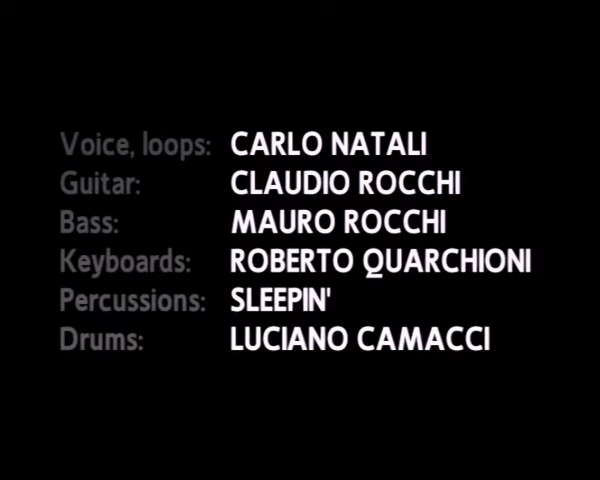 Voice, loops: CARLO NATALI
Guitar: CLAUDIO ROCCHI
Bass: MAURO ROCCHI
Keyboards: ROBERTO QUARCHIONI
Percussions: SLEEPIN'
Drums: LUCIANO CAMACCI